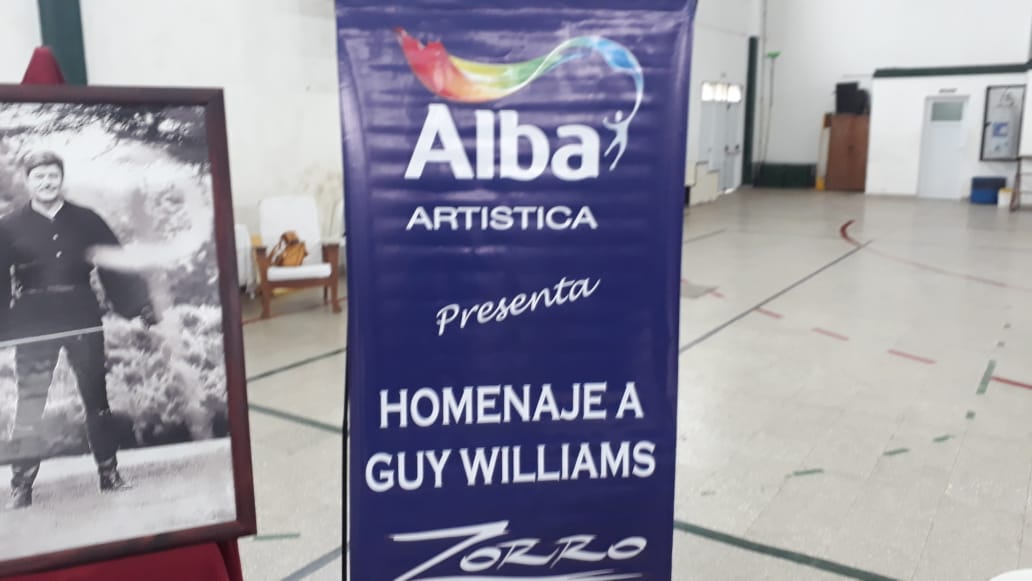 Alba
ARTISTICA
Presenta
HOMENAJE A
GUY WILLIAMS
ZORRO